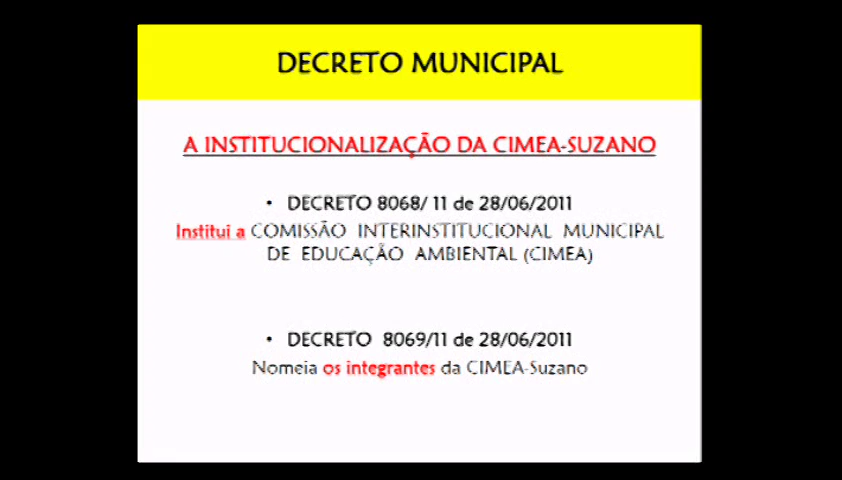 DECRETO MUNICIPAL
A INSTITUCIONALIZAÇÃO DA CIMEA-SUZANO
• DECRETO 8068/ 11 de 28/06/2011
Institui a COMISSÃO INTERINSTITUCIONAL MUNICIPAL
DE EDUCAÇÃO AMBIENTAL (CIMEA)
• DECRETO 8069/11 de 28/06/2011
Nomeia os integrantes da CIMEA-Suzano